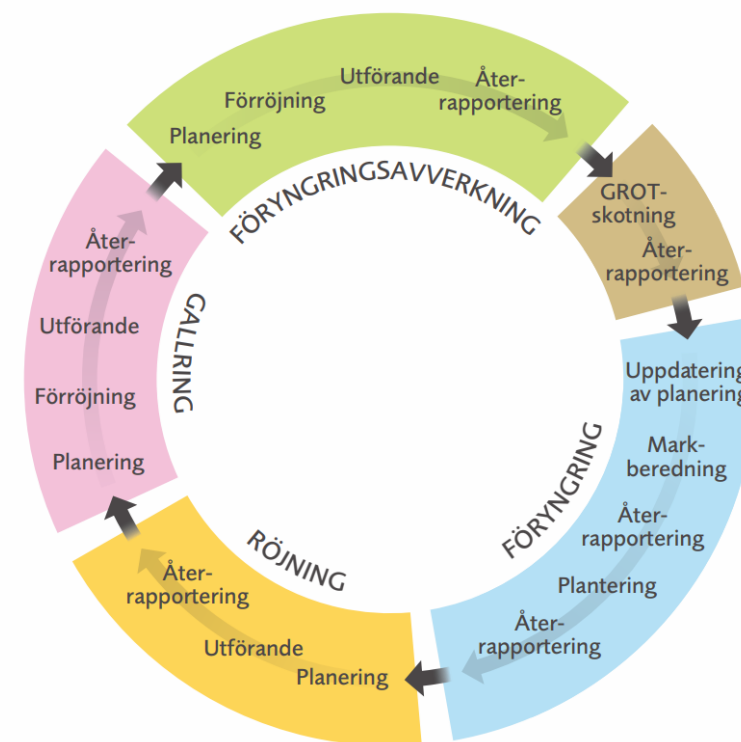 FÖRYNGRINGSAVVERKNING
Planering
Förröjning
Utförande
Åter-
rapportering
GROT-
skotning
Åter-
rapportering
FÖRYNGRING
Uppdatering
av planering
Mark-
beredning
Åter-
rapportering
Plantering
Åter-
rapportering
RÖJNING
Planering
Utförande
Åter-
rapportering
GALLRING
Planering
Förröjning
Utförande
Åter-
rapportering